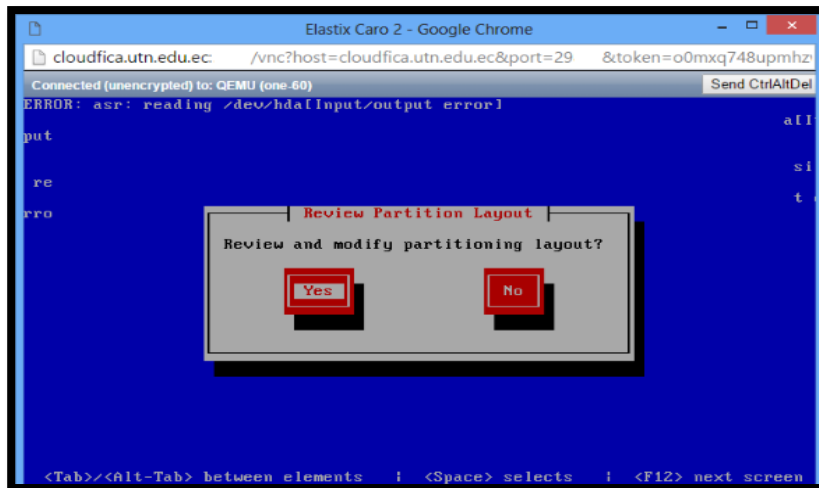 Elastix Caro 2 - Google Chrome
cloudfica.utn.edu.ec: /vnc?host=cloudfica.utn.edu.ec&port=29 &token=o0mxq748upmhz
Connected (unencrypted) to: QEMU (one-60)
Send CtrlAltDel
ERROR: asr: reading /dev/hda[Input/output error]
a[I
put
si
re
t
rro
Review Partition Layout
Review and modify partitioning layout?
Yes No
<Tab>/<Alt-Tab> between elements | <Space> selects | <F12> next screen